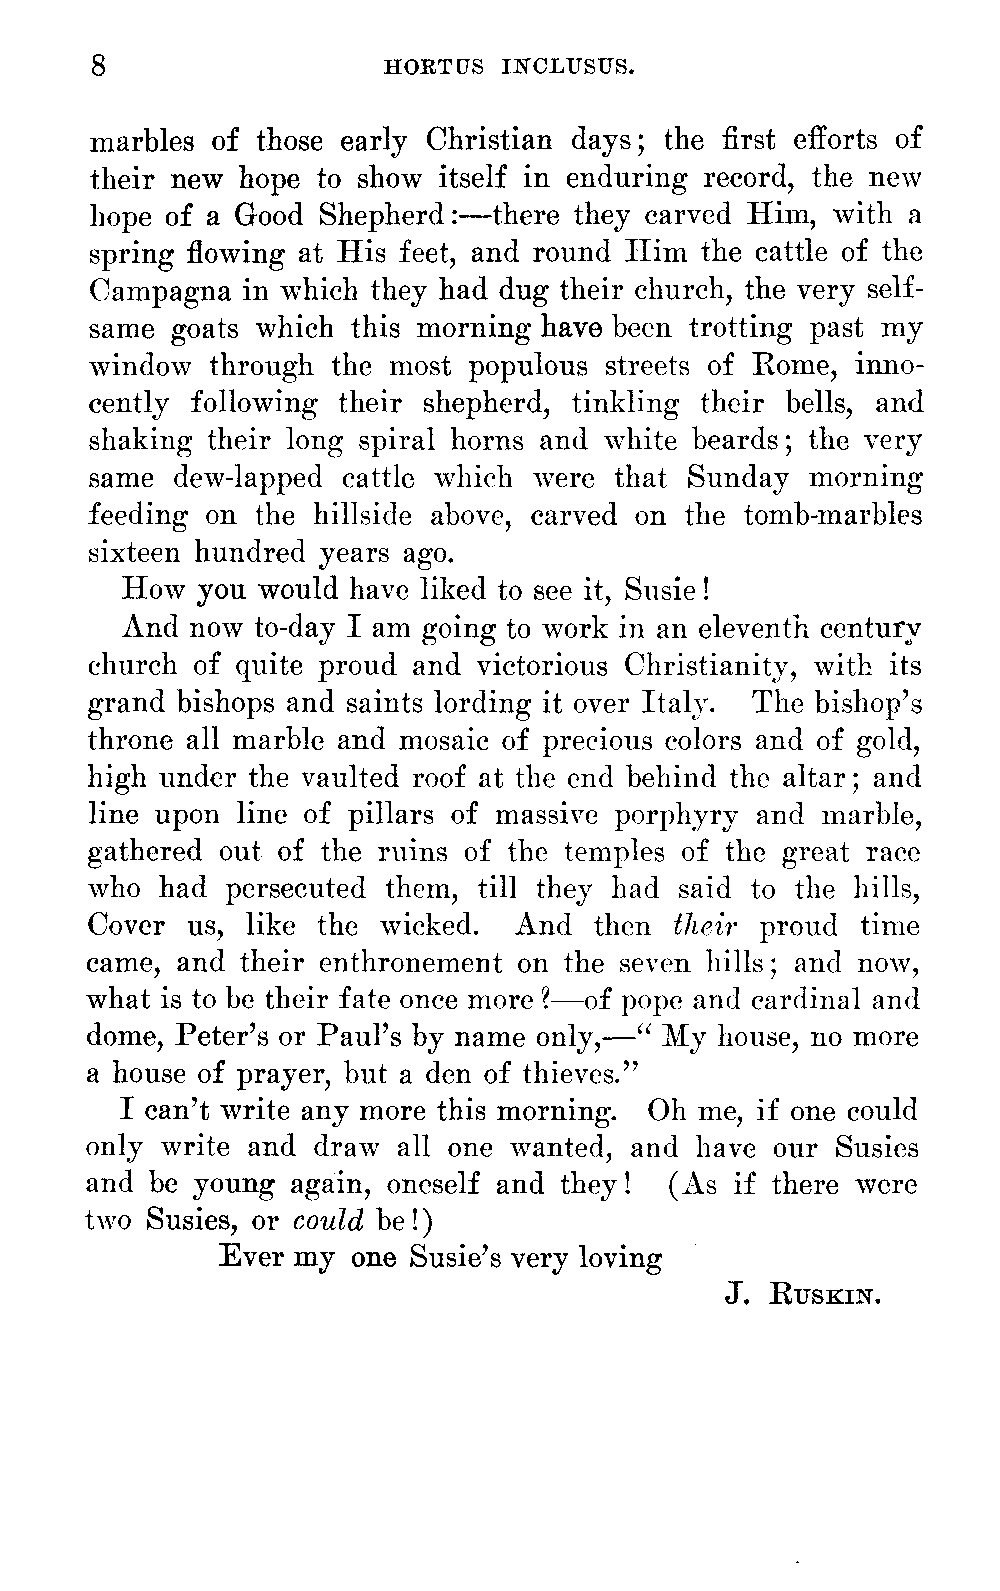 8 HORTUS INCLUSUS.
marbles of those early Christian days; the first efforts of
their new hope to show itself in enduring record, the new
hope of a Good Shepherd:—there they carved Him, with a
spring flowing at His feet, and round Him the cattle of the
Campagna in which they had dug their church, the very self-
same goats which this morning have been trotting past my
window through the most populous streets of Rome, inno-
cently following their shepherd, tinkling their bells, and
shaking their long spiral horns and white beards; the very
same dew-lapped cattle which were that Sunday morning
feeding on the hillside above, carved on the tomb-marbles
sixteen hundred years ago.
How you would have liked to see it, Susie!
And now to-day I am going to work in an eleventh century
church of quite proud and victorious Christianity, with its
grand bishops and saints lording it over Italy. The bishop's
throne all marble and mosaic of precious colors and of gold,
high under the vaulted roof at the end behind the altar; and
line upon line of pillars of massive porphyry and marble,
gathered out of the ruins of the temples of the great race
who had persecuted them, till they had said to the hills,
Cover us, like the wicked. And then their proud time
came, and their enthronement on the seven hills; and now,
what is to be their fate once more?—of pope and cardinal and
dome, Peter's or Paul's by name only,—“ My house, no more
a house of prayer, but a den of thieves.”
I can't write any more this morning. Oh me, if one could
only write and draw all one wanted, and have our Susies
and be young again, oneself and they! (As if there were
two Susies, or could be!)
Ever my one Susie's very loving
J. RUSKIN.